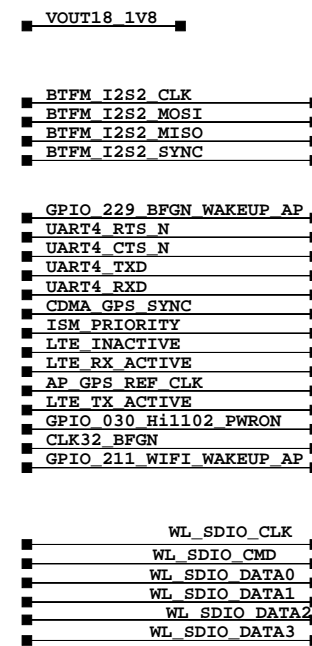 VOUT18_1V8
BTFM_I2S2_CLK
BTFM_I2S2_MOSI
BTFM_I2S2_MISO
BTFM_I2S2_SYNC
GPIO_229_BFGN_WAKEUP_AP
UART4_RTS_N
UART4_CTS_N
UART4_TXD
UART4_RXD
CDMA_GPS_SYNC
ISM_PRIORITY
LTE_INACTIVE
LTE_RX_ACTIVE
AP_GPS_REF_CLK
LTE_TX_ACTIVE
GPIO_030_Hi1102_PWRON
CLK32_BFGN
GPIO_211_WIFI_WAKEUP_AP
WL_SDIO_CLK
WL_SDIO_CMD
WL_SDIO_DATA0
WL_SDIO_DATA1
WL_SDIO_DATA2
WL_SDIO_DATA3